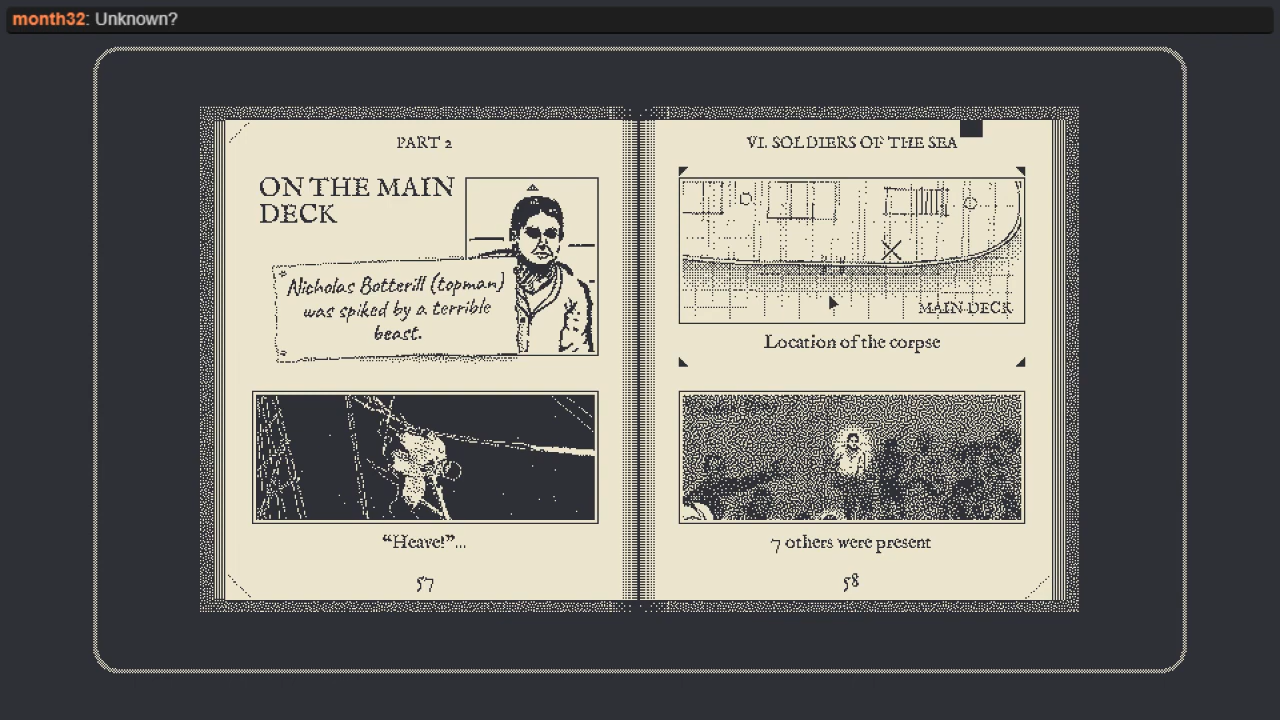 month32: Unknown?
PART 2
ON THE MAIN
DECK
Nicholas Botterill (topman)
was spiked by a terrible
beast.
“Heave!”...
57
VI. SOLDIERS OF THE SEA
MAIN DECK
Location of the corpse
7 others were present
58